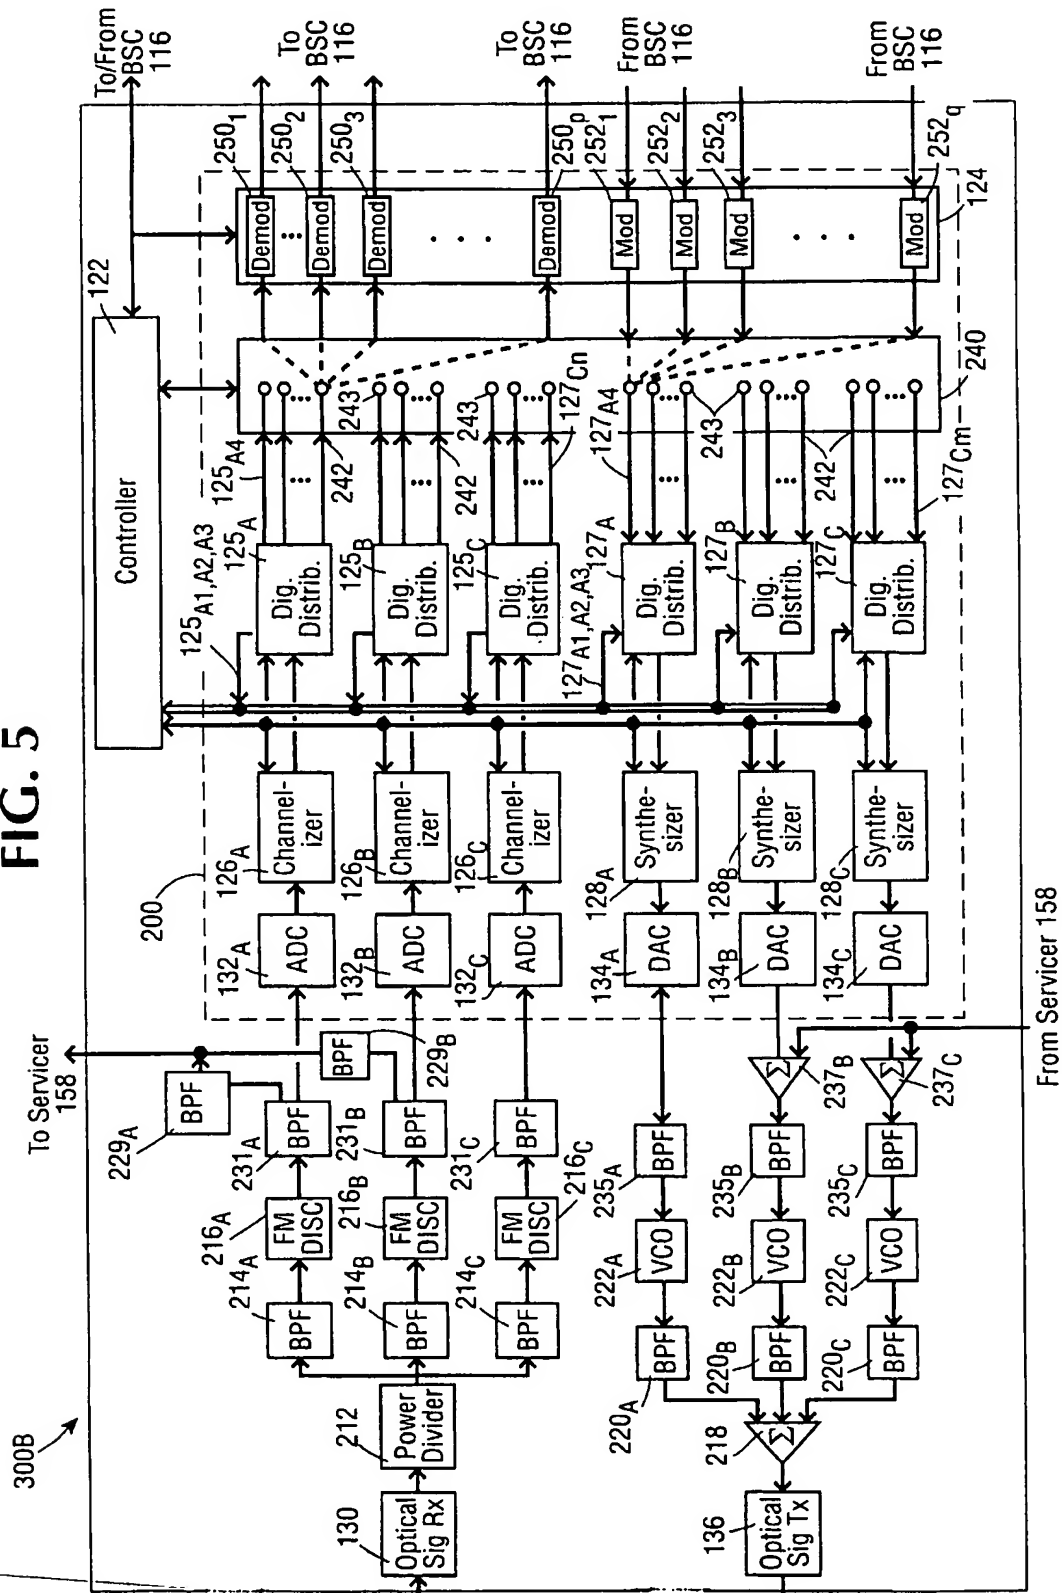 FIG. 5
300B
To/From
BSC
116
To
BSC
116
To
BSC
116
From
BSC
116
From
BSC
116
Controller
122
To Servicer
158
From Servicer 158
200
130
Optical
Sig Rx
212
Power
Divider
214A
BPF
216A
FM
DISC
231A
BPF
229A
BPF
132A
ADC
126A
Channel-
izer
125A1,A2,A3
125A
Dig.
Distrib.
125A4
242
214B
BPF
216B
FM
DISC
231B
BPF
229B
BPF
132B
ADC
126B
Channel-
izer
125B
Dig.
Distrib.
243
242
214C
BPF
216C
FM
DISC
231C
BPF
132C
ADC
126C
Channel-
izer
125C
Dig.
Distrib.
243
127Cn
250₁
Demod
250₂
Demod
250₃
Demod
250p
Demod
252₁
Mod
252₂
Mod
252₃
Mod
252q
Mod
124
240
136
Optical
Sig Tx
218
Σ
220A
BPF
222A
VCO
235A
BPF
134A
DAC
128A
Synthe-
sizer
127A1,A2,A3
127A
Dig.
Distrib.
127A4
243
220B
BPF
222B
VCO
235B
BPF
237B
Σ
134B
DAC
128B
Synthe-
sizer
127B
Dig.
Distrib.
242
220C
BPF
222C
VCO
235C
BPF
237C
Σ
134C
DAC
128C
Synthe-
sizer
127C
Dig.
Distrib.
127Cm